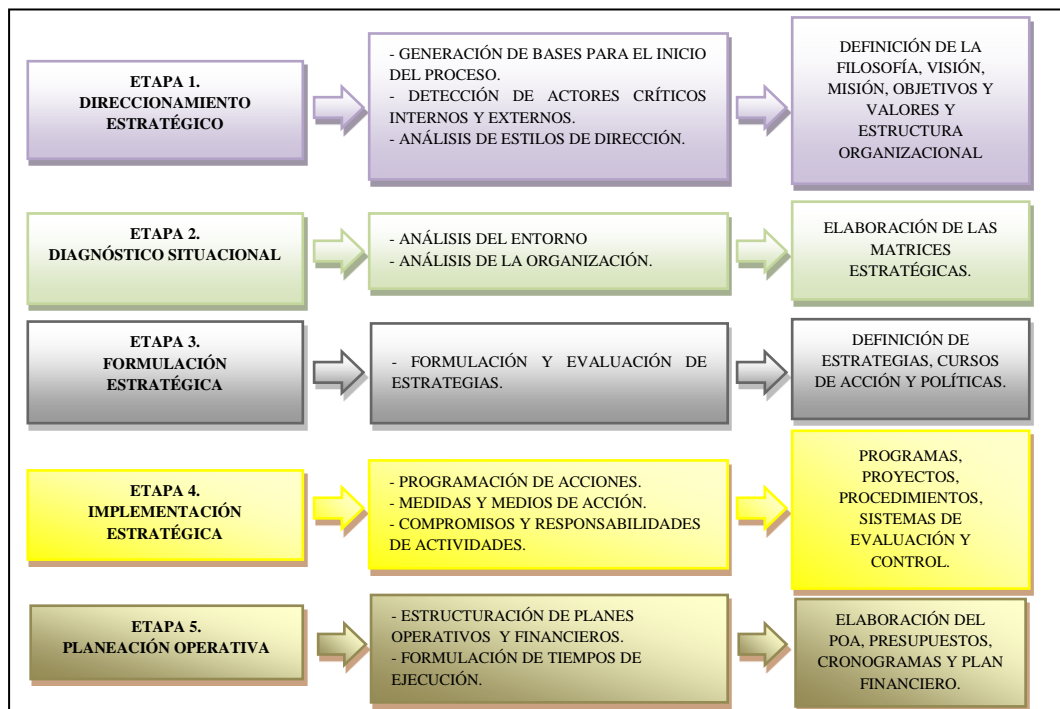 ETAPA 1.
DIRECCIONAMIENTO
ESTRATÉGICO
- GENERACIÓN DE BASES PARA EL INICIO
DEL PROCESO.
- DETECCIÓN DE ACTORES CRÍTICOS
INTERNOS Y EXTERNOS.
- ANÁLISIS DE ESTILOS DE DIRECCIÓN.
DEFINICIÓN DE LA
FILOSOFÍA, VISIÓN,
MISIÓN, OBJETIVOS Y
VALORES Y
ESTRUCTURA
ORGANIZACIONAL
ETAPA 2.
DIAGNÓSTICO SITUACIONAL
- ANÁLISIS DEL ENTORNO
- ANÁLISIS DE LA ORGANIZACIÓN.
ELABORACIÓN DE LAS
MATRICES
ESTRATÉGICAS.
ETAPA 3.
FORMULACIÓN
ESTRATÉGICA
- FORMULACIÓN Y EVALUACIÓN DE
ESTRATEGIAS.
DEFINICIÓN DE
ESTRATEGIAS, CURSOS
DE ACCIÓN Y POLÍTICAS.
ETAPA 4.
IMPLEMENTACIÓN
ESTRATÉGICA
- PROGRAMACIÓN DE ACCIONES.
- MEDIDAS Y MEDIOS DE ACCIÓN.
- COMPROMISOS Y RESPONSABILIDADES
DE ACTIVIDADES.
PROGRAMAS,
PROYECTOS,
PROCEDIMIENTOS,
SISTEMAS DE
EVALUACIÓN Y
CONTROL.
ETAPA 5.
PLANEACIÓN OPERATIVA
- ESTRUCTURACIÓN DE PLANES
OPERATIVOS Y FINANCIEROS.
- FORMULACIÓN DE TIEMPOS DE
EJECUCIÓN.
ELABORACIÓN DEL
POA, PRESUPUESTOS,
CRONOGRAMAS Y PLAN
FINANCIERO.